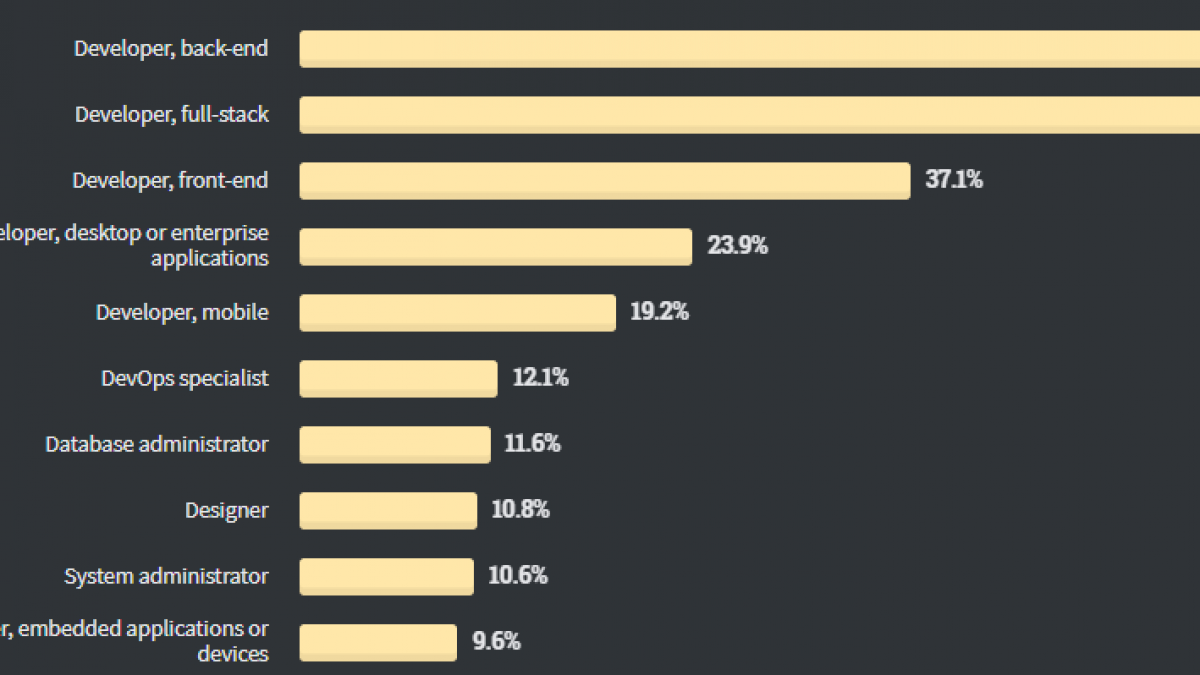 Developer, back-end
Developer, full-stack
Developer, front-end 37.1%
eloper, desktop or enterprise
applications 23.9%
Developer, mobile 19.2%
DevOps specialist 12.1%
Database administrator 11.6%
Designer 10.8%
System administrator 10.6%
r, embedded applications or
devices 9.6%